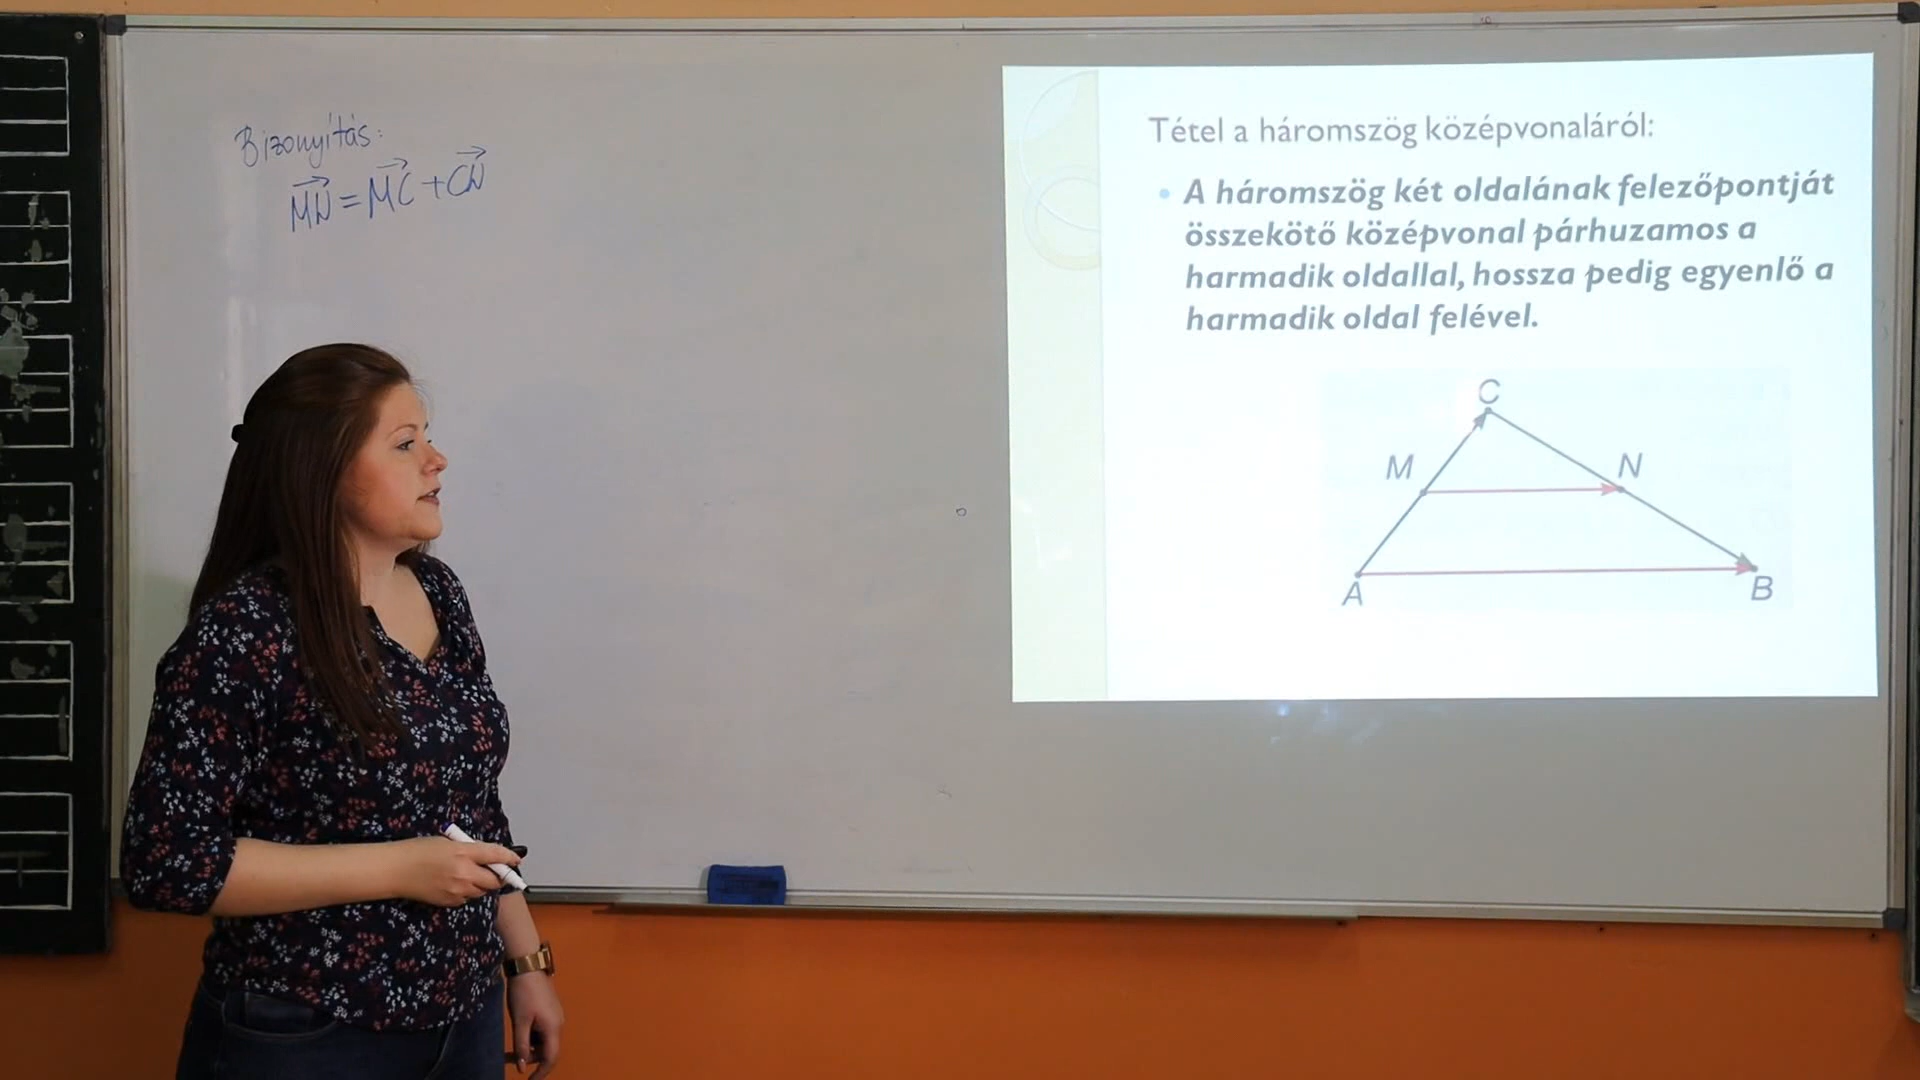 Bizonyítás:
→MN = →MC + →CN
Tétel a háromszög középvonaláról:
• A háromszög két oldalának felezőpontját
összekötő középvonal párhuzamos a
harmadik oldallal, hossza pedig egyenlő a
harmadik oldal felével.
C
M N
A B